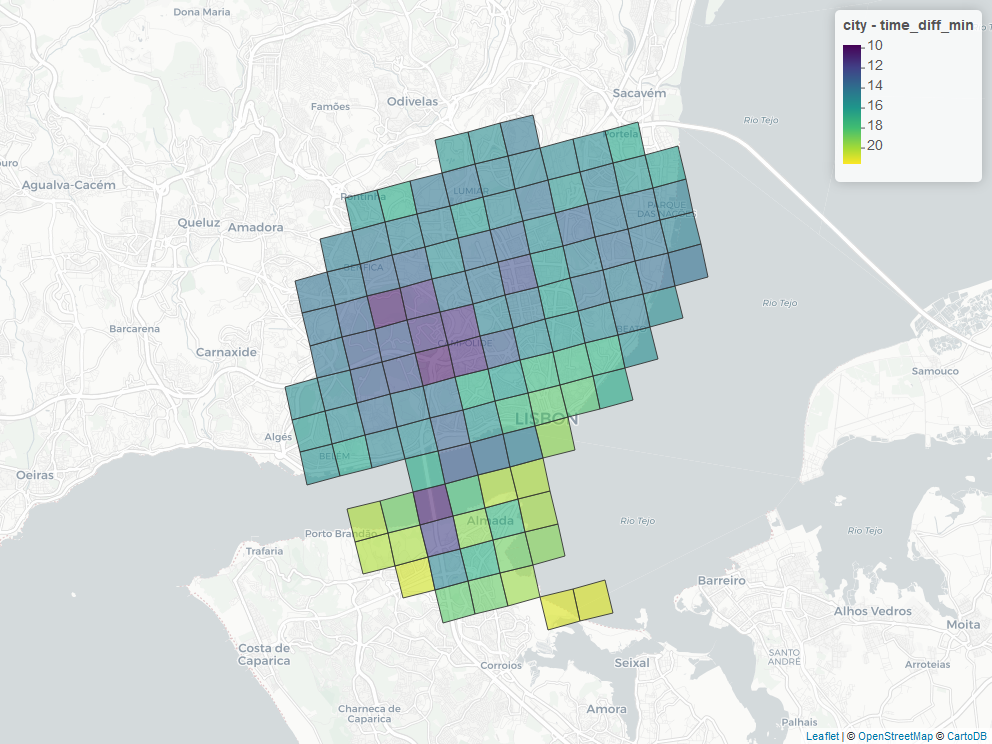 Dona Maria
city - time_diff_min
10
12
14
16
18
20
Famões
Odivelas
Sacavém
Rio Tejo
Portela
Agualva-Cacém
Pontinha
LUMIAR
PARQUE
DAS NAÇÕES
Queluz
Amadora
BENFICA
Rio Tejo
Barcarena
CAMPOLIDE
BEATO
Carnaxide
Samouco
LISBON
Algés
BELÉM
Oeiras
Almada
Rio Tejo
Porto Brandão
Rio Tejo
Trafaria
Barreiro
Alhos Vedros
Moita
Costa de
Caparica
SANTO
ANDRÉ
Corroios
Seixal
Arroteias
Charneca de
Caparica
Amora
Palhais
Leaflet | © OpenStreetMap © CartoDB